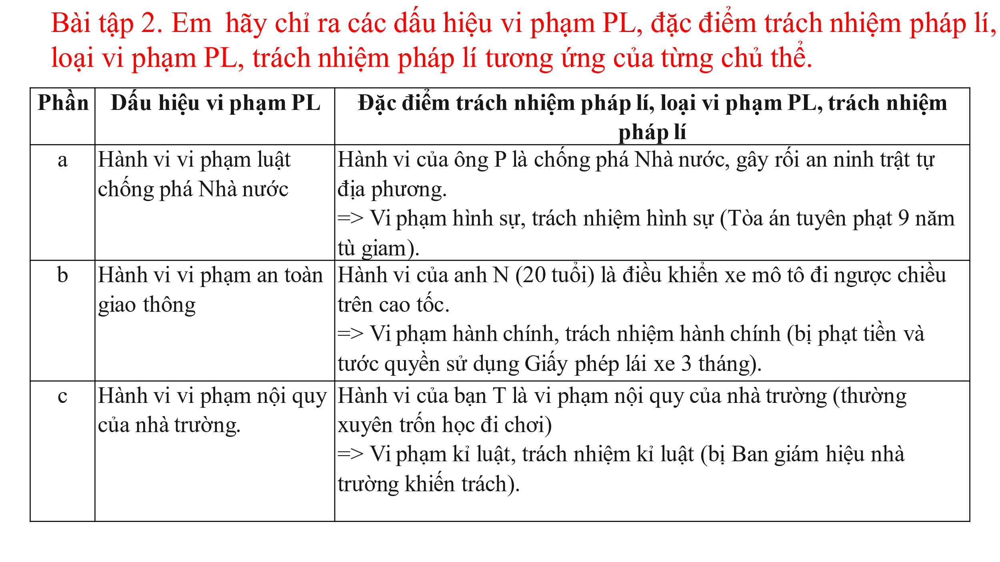 Bài tập 2. Em hãy chỉ ra các dấu hiệu vi phạm PL, đặc điểm trách nhiệm pháp lí,
loại vi phạm PL, trách nhiệm pháp lí tương ứng của từng chủ thể.
Phần
Dấu hiệu vi phạm PL
Đặc điểm trách nhiệm pháp lí, loại vi phạm PL, trách nhiệm
pháp lí
a
Hành vi vi phạm luật
chống phá Nhà nước
Hành vi của ông P là chống phá Nhà nước, gây rối an ninh trật tự
địa phương.
=> Vi phạm hình sự, trách nhiệm hình sự (Tòa án tuyên phạt 9 năm
tù giam).
b
Hành vi vi phạm an toàn
giao thông
Hành vi của anh N (20 tuổi) là điều khiển xe mô tô đi ngược chiều
trên cao tốc.
=> Vi phạm hành chính, trách nhiệm hành chính (bị phạt tiền và
tước quyền sử dụng Giấy phép lái xe 3 tháng).
c
Hành vi vi phạm nội quy
của nhà trường.
Hành vi của bạn T là vi phạm nội quy của nhà trường (thường
xuyên trốn học đi chơi)
=> Vi phạm kỉ luật, trách nhiệm kỉ luật (bị Ban giám hiệu nhà
trường khiến trách).